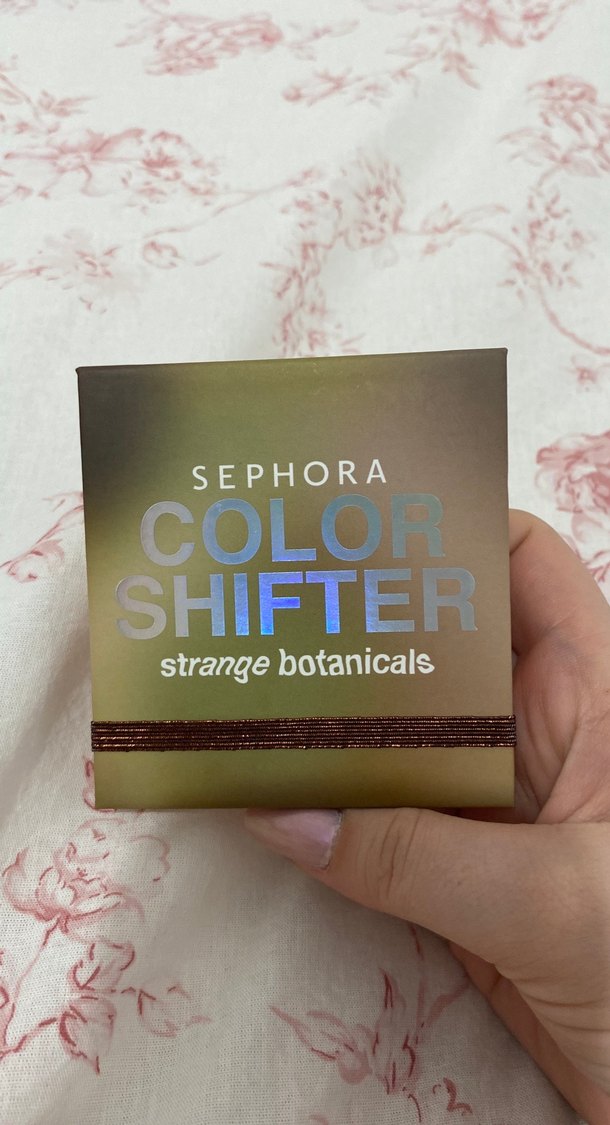 SEPHORA
COLOR
SHIFTER
strange botanicals